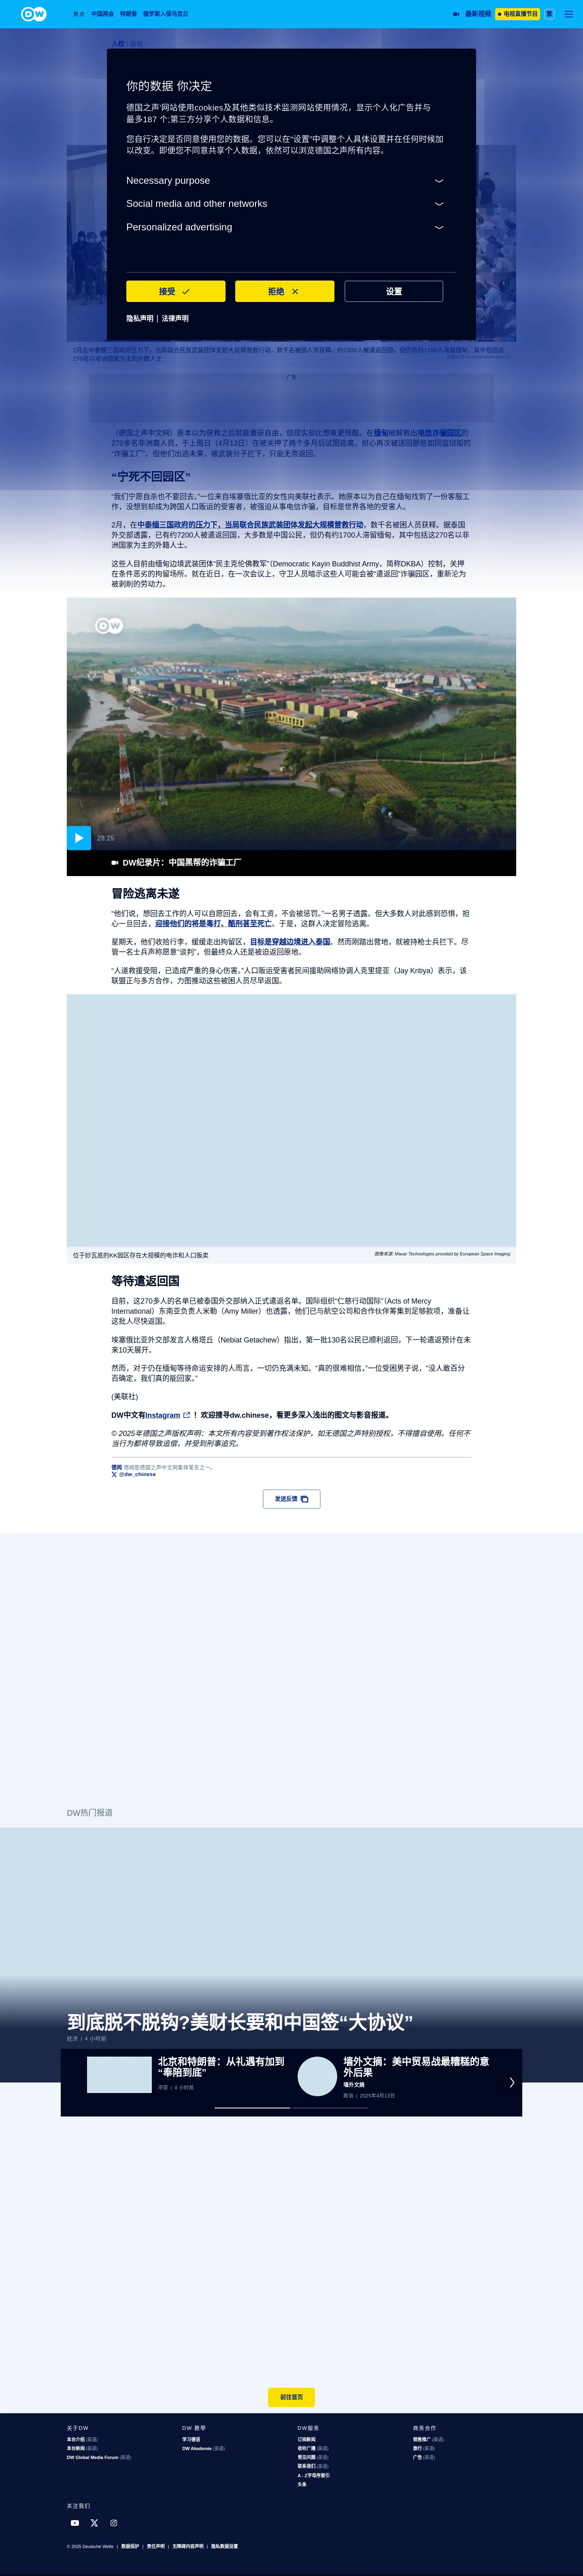 DW
焦点 中国两会 特朗普 俄罗斯入侵乌克兰
最新视频
电视直播节目
人权 | 缅甸
你的数据 你决定
德国之声'网站使用cookies及其他类似技术监测网站使用情况，显示个人化广告并与
最多187 个;第三方分享个人数据和信息。
您自行决定是否同意使用您的数据。您可以在“设置”中调整个人具体设置并在任何时候加
以改变。即便您不同意共享个人数据，依然可以浏览德国之声所有内容。
Necessary purpose
Social media and other networks
Personalized advertising
接受
拒绝
设置
隐私声明 | 法律声明
2月在中泰缅三国政府压力下，当局联合民族武装团体发起大规模营救行动，数千名被困人员获释。约7200人被遣返回国，但仍有约1700人滞留缅甸，其中包括这
270名以非洲国家为主的外籍人士
广告
（德国之声中文网）原本以为获救之后就能重获自由，但现实却比想象更残酷。在缅甸被解救出电信诈骗园区的
270多名非洲裔人员，于上周日（4月13日）在被关押了两个多月后试图逃离，担心再次被送回那些如同监狱般的
“诈骗工厂”。但他们出逃未果，被武装分子拦下，只能无奈返回。
“宁死不回园区”
“我们宁愿自杀也不要回去。”一位来自埃塞俄比亚的女性向美联社表示。她原本以为自己在缅甸找到了一份客服工
作，没想到却成为跨国人口贩运的受害者，被强迫从事电信诈骗，目标是世界各地的受害人。
2月，在中泰缅三国政府的压力下，当局联合民族武装团体发起大规模营救行动，数千名被困人员获释。据泰国
外交部透露，已有约7200人被遣返回国，大多数是中国公民，但仍有约1700人滞留缅甸，其中包括这270名以非
洲国家为主的外籍人士。
这些人目前由缅甸边境武装团体“民主克伦佛教军”（Democratic Kayin Buddhist Army，简称DKBA）控制，关押
在条件恶劣的拘留场所。就在近日，在一次会议上，守卫人员暗示这些人可能会被“遣返回”诈骗园区，重新沦为
被剥削的劳动力。
DW
28:25
DW纪录片：中国黑帮的诈骗工厂
冒险逃离未遂
“他们说，想回去工作的人可以自愿回去，会有工资，不会被惩罚。”一名男子透露。但大多数人对此感到恐惧，担
心一旦回去，迎接他们的将是毒打、酷刑甚至死亡。于是，这群人决定冒险逃离。
星期天，他们收拾行李，缓缓走出拘留区，目标是穿越边境进入泰国。然而刚踏出营地，就被持枪士兵拦下。尽
管一名士兵声称愿意“谈判”，但最终众人还是被迫返回原地。
“人道救援受阻，已造成严重的身心伤害。”人口贩运受害者民间援助网络协调人克里提亚（Jay Kritiya）表示，该
联盟正与多方合作，力图推动这些被困人员尽早返国。
位于妙瓦底的KK园区存在大规模的电诈和人口贩卖
图像来源: Maxar Technologies provided by European Space Imaging
等待遣返回国
目前，这270多人的名单已被泰国外交部纳入正式遣返名单。国际组织“仁慈行动国际”（Acts of Mercy
International）东南亚负责人米勒（Amy Miller）也透露，他们已与航空公司和合作伙伴筹集到足够款项，准备让
这批人尽快返国。
埃塞俄比亚外交部发言人格塔丘（Nebiat Getachew）指出，第一批130名公民已顺利返回，下一轮遣返预计在未
来10天展开。
然而，对于仍在缅甸等待命运安排的人而言，一切仍充满未知。“真的很难相信，”一位受困男子说，“没人敢百分
百确定，我们真的能回家。”
(美联社)
DW中文有Instagram ！欢迎搜寻dw.chinese，看更多深入浅出的图文与影音报道。
© 2025年德国之声版权声明：本文所有内容受到著作权法保护，如无德国之声特别授权，不得擅自使用。任何不
当行为都将导致追偿，并受到刑事追究。
德闻 德闻是德国之声中文网集体笔名之一。
@dw_chinese
发送反馈
DW热门报道
到底脱不脱钩?美财长要和中国签“大协议”
经济 | 4 小时前
北京和特朗普：从礼遇有加到
“奉陪到底”
冲突 | 4 小时前
墙外文摘：美中贸易战最糟糕的意
外后果
墙外文摘
政治 | 2025年4月13日
前往首页
关于DW
本台介绍 (英语)
本台新闻 (英语)
DW Global Media Forum (英语)
DW 教學
学习德语
DW Akademie (英语)
DW服务
订阅新闻
收听广播 (英语)
常见问题 (英语)
联系我们 (英语)
A - Z字母序索引
头条
商务合作
销售推广 (英语)
旅行 (英语)
广告 (英语)
关注我们
© 2025 Deutsche Welle | 数据保护 | 责任声明 | 无障碍内容声明 | 隐私数据设置